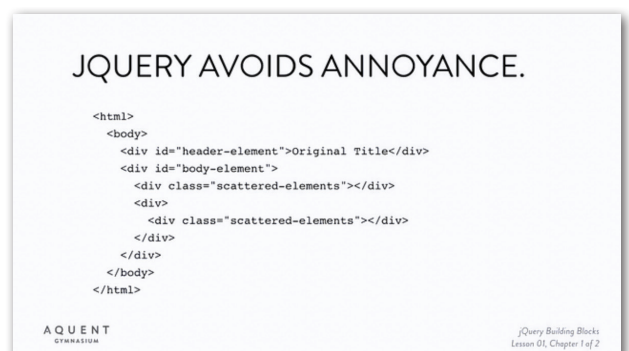 JQUERY AVOIDS ANNOYANCE.
<html>
<body>
<div id="header-element">Original Title</div>
<div id="body-element">
<div class="scattered-elements"></div>
<div>
<div class="scattered-elements"></div>
</div>
</div>
</body>
</html>
AQUENT
GYMNASIUM
jQuery Building Blocks
Lesson 01, Chapter 1 of 2